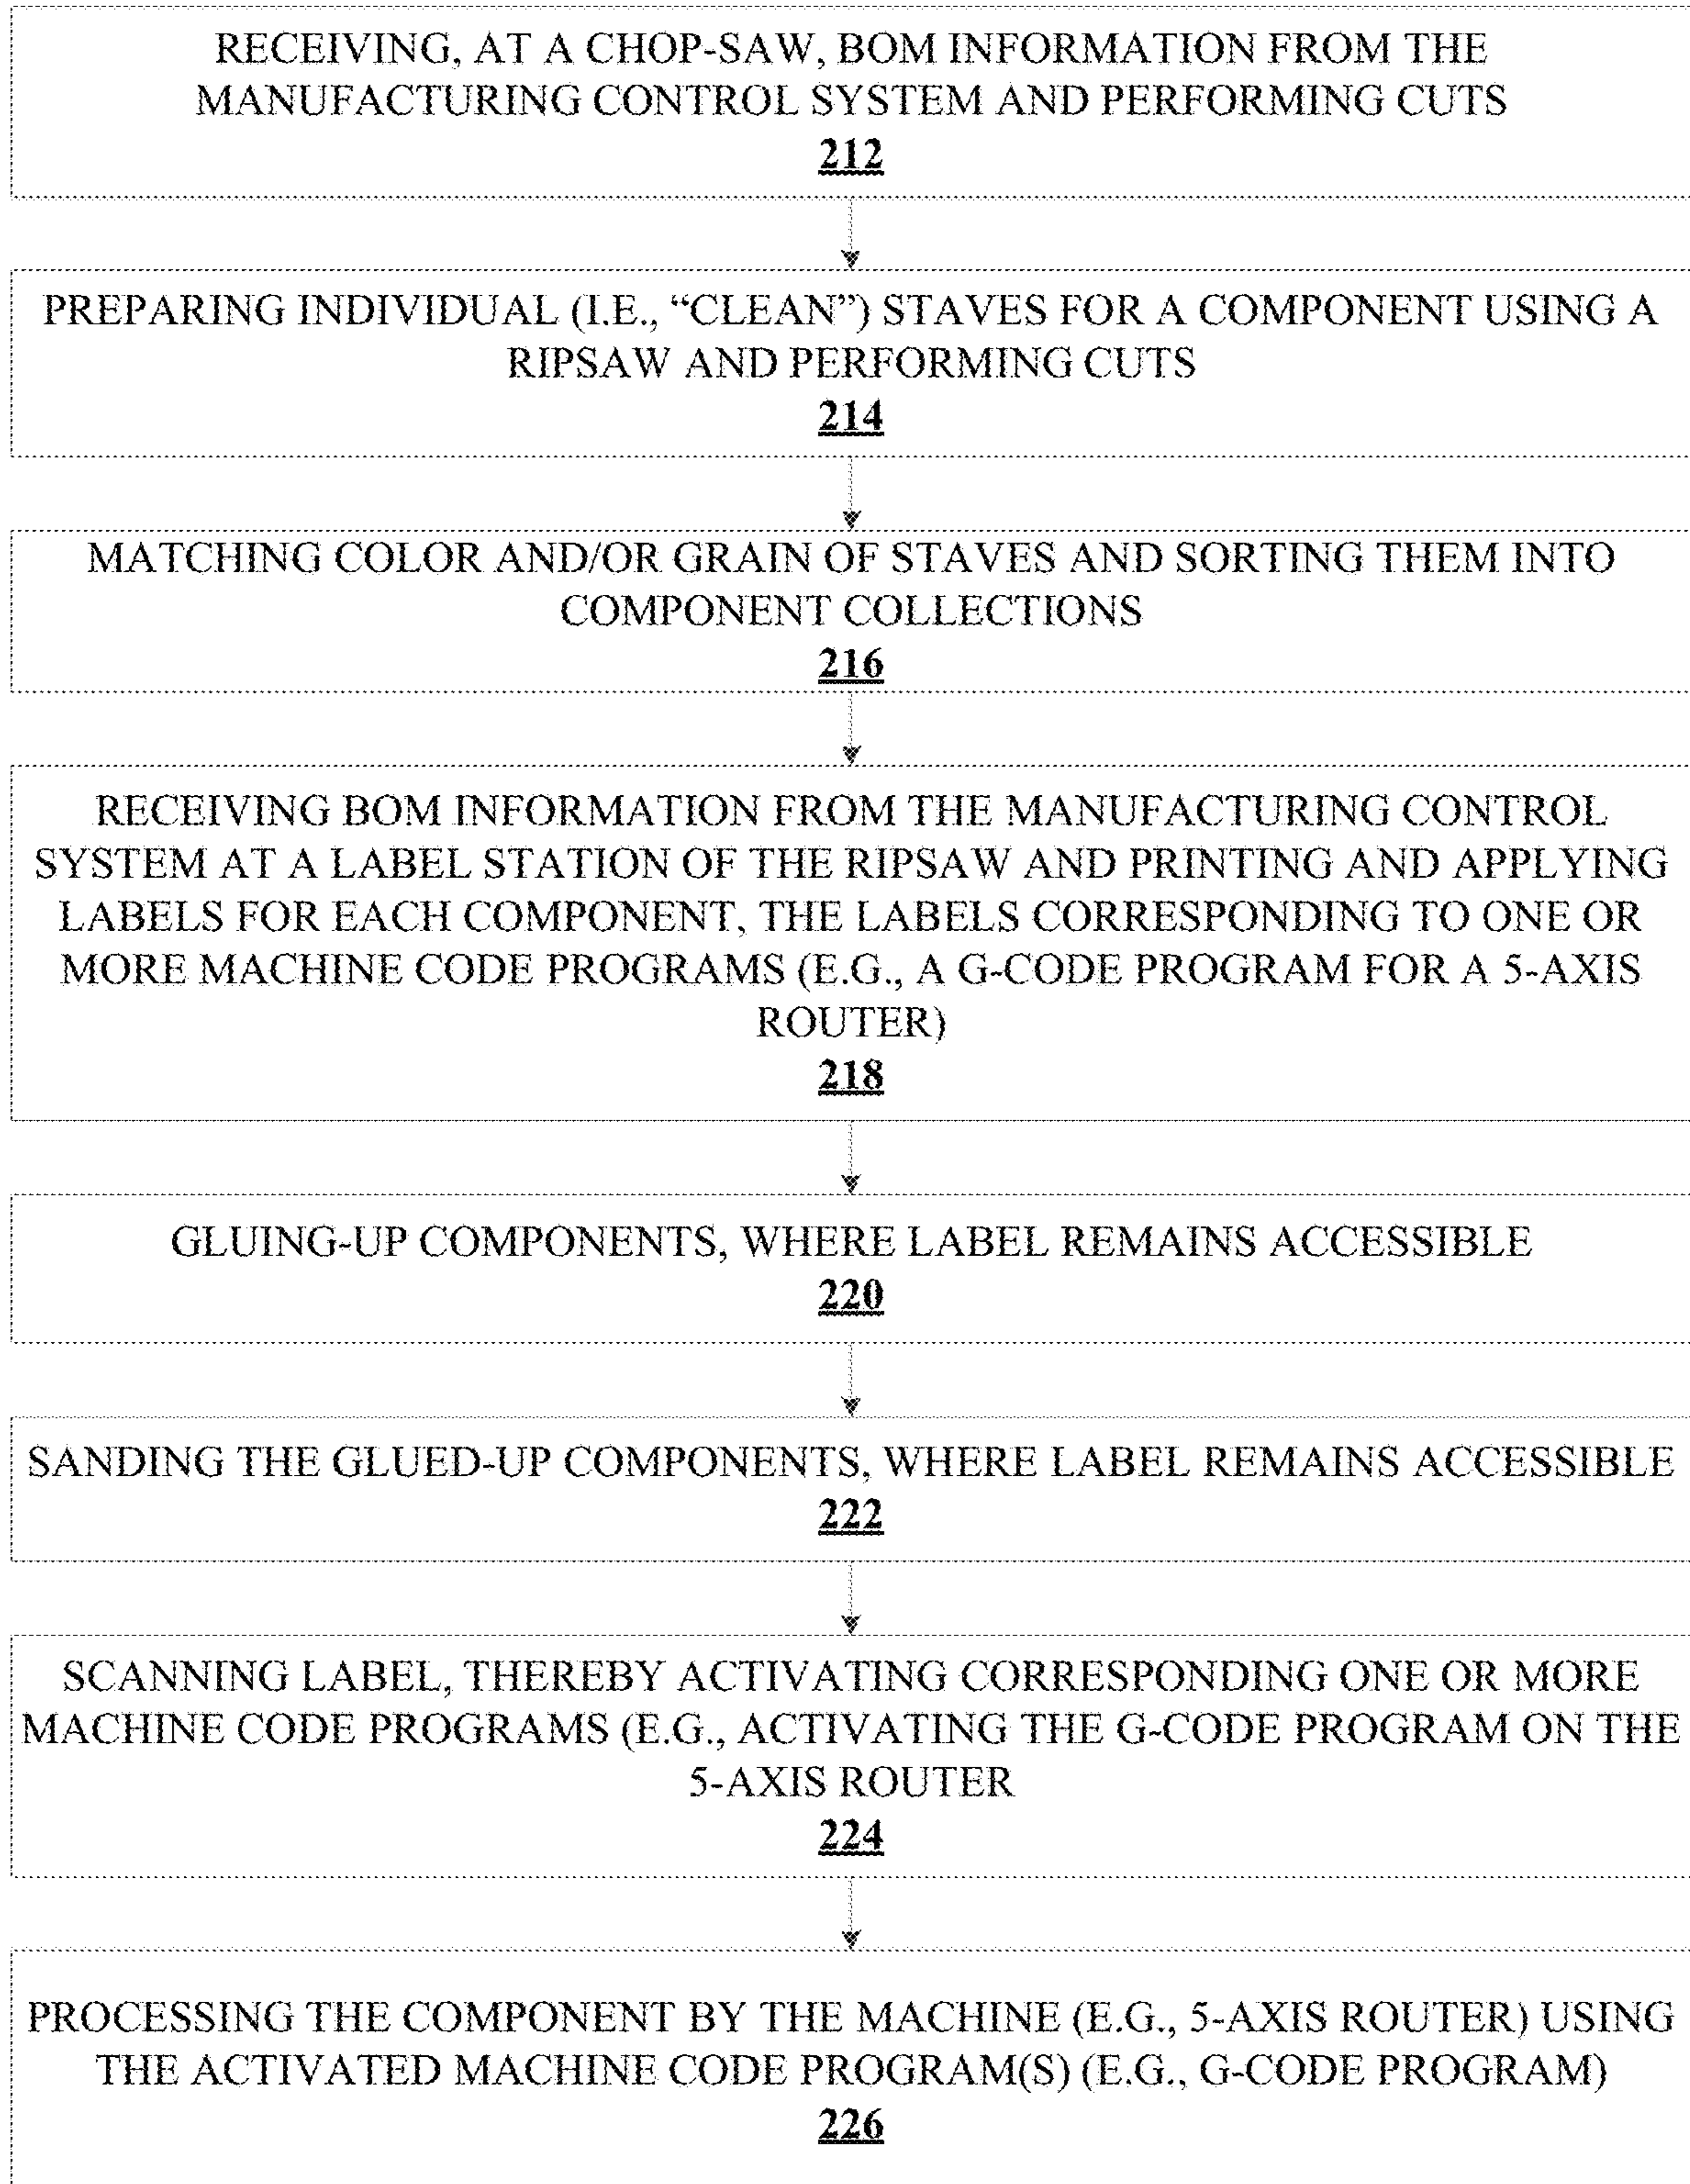 RECEIVING, AT A CHOP-SAW, BOM INFORMATION FROM THE
MANUFACTURING CONTROL SYSTEM AND PERFORMING CUTS
212
PREPARING INDIVIDUAL (I.E., “CLEAN”) STAVES FOR A COMPONENT USING A
RIPSAW AND PERFORMING CUTS
214
MATCHING COLOR AND/OR GRAIN OF STAVES AND SORTING THEM INTO
COMPONENT COLLECTIONS
216
RECEIVING BOM INFORMATION FROM THE MANUFACTURING CONTROL
SYSTEM AT A LABEL STATION OF THE RIPSAW AND PRINTING AND APPLYING
LABELS FOR EACH COMPONENT, THE LABELS CORRESPONDING TO ONE OR
MORE MACHINE CODE PROGRAMS (E.G., A G-CODE PROGRAM FOR A 5-AXIS
ROUTER)
218
GLUING-UP COMPONENTS, WHERE LABEL REMAINS ACCESSIBLE
220
SANDING THE GLUED-UP COMPONENTS, WHERE LABEL REMAINS ACCESSIBLE
222
SCANNING LABEL, THEREBY ACTIVATING CORRESPONDING ONE OR MORE
MACHINE CODE PROGRAMS (E.G., ACTIVATING THE G-CODE PROGRAM ON THE
5-AXIS ROUTER
224
PROCESSING THE COMPONENT BY THE MACHINE (E.G., 5-AXIS ROUTER) USING
THE ACTIVATED MACHINE CODE PROGRAM(S) (E.G., G-CODE PROGRAM)
226